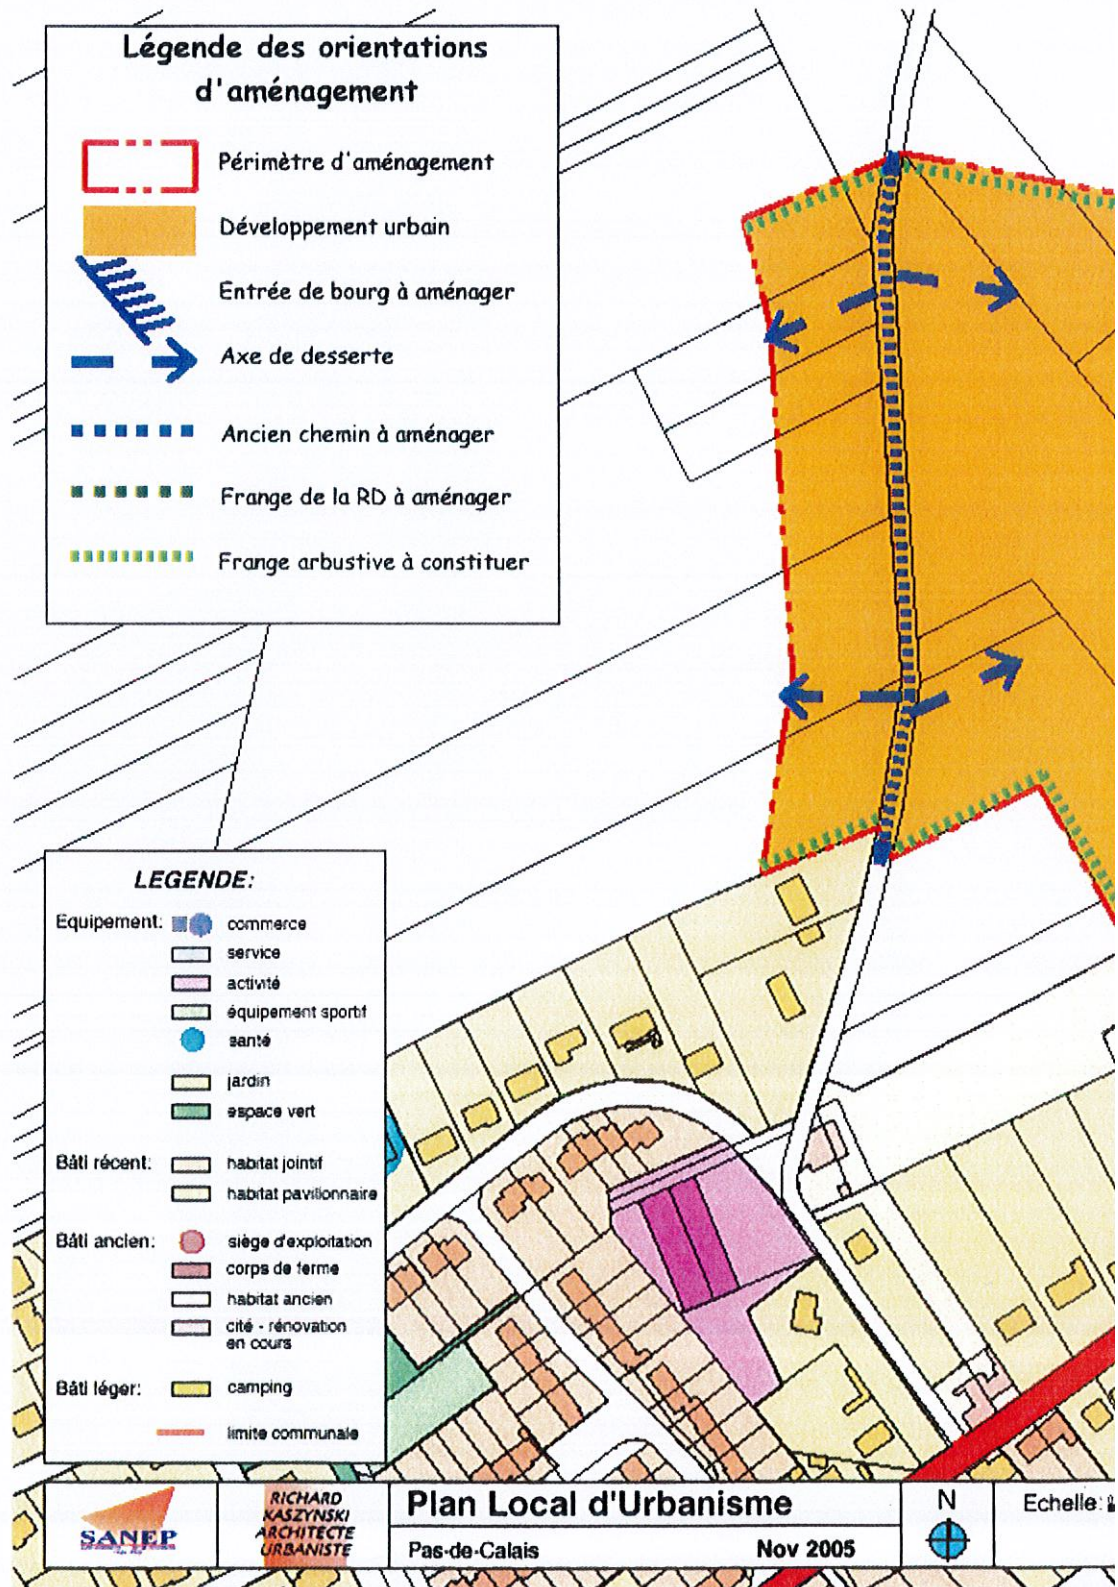 Légende des orientations
d'aménagement
Périmètre d'aménagement
Développement urbain
Entrée de bourg à aménager
Axe de desserte
Ancien chemin à aménager
Frange de la RD à aménager
Frange arbustive à constituer
LEGENDE:
Equipement: commerce
service
activité
équipement sportif
santé
jardin
espace vert
Bâti récent: habitat jointif
habitat pavillonnaire
Bâti ancien: siège d'exploitation
corps de ferme
habitat ancien
cité - rénovation
en cours
Bâti léger: camping
limite communale
SANEP
RICHARD
KASZYNSKI
ARCHITECTE
URBANISTE
Plan Local d'Urbanisme
Pas-de-Calais Nov 2005
N
Echelle: